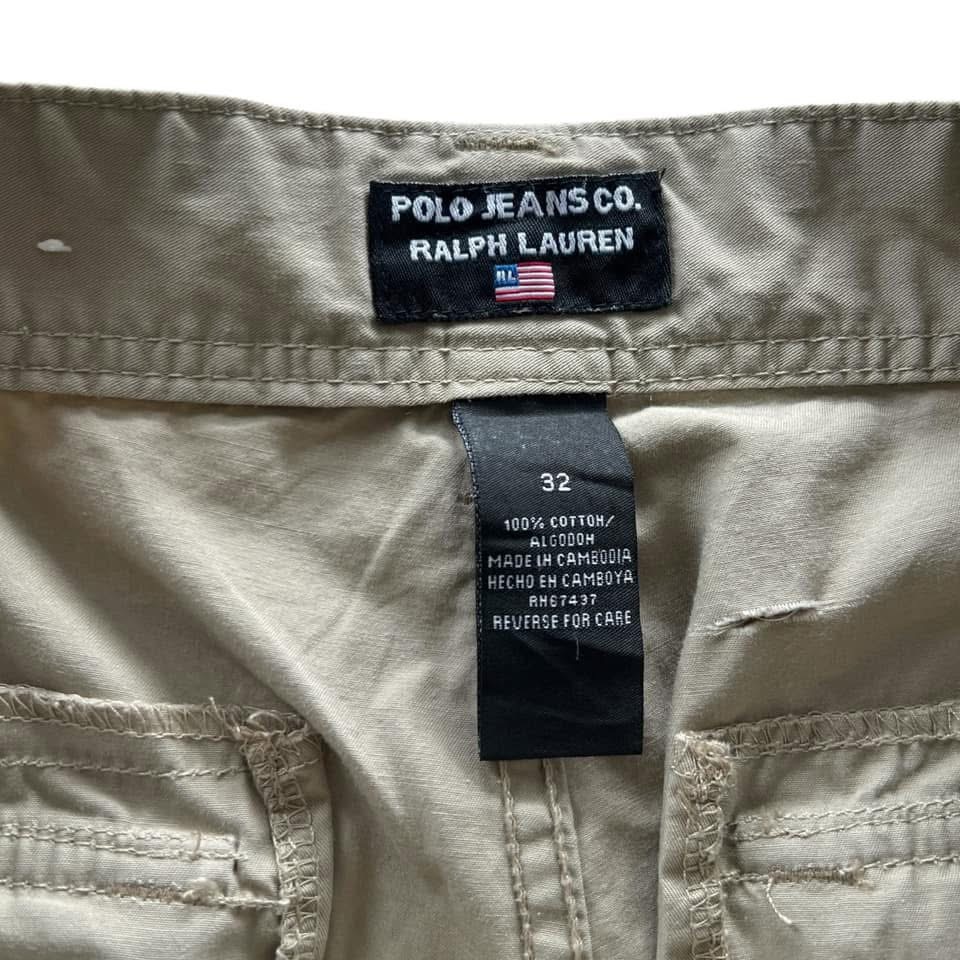 POLO JEANS CO.
RALPH LAUREN
RL
32
100% COTTON/
ALGODON
MADE IN CAMBODIA
HECHO EN CAMBOYA
RN67437
REVERSE FOR CARE